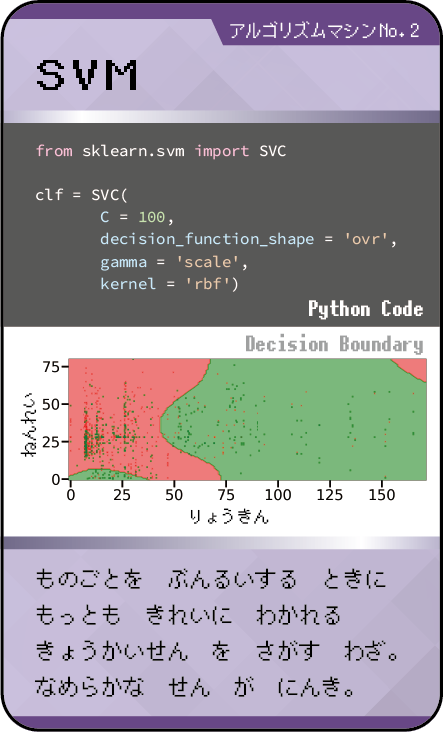 アルゴリズムマシンNo.2
SVM
from sklearn.svm import SVC
clf = SVC(
C = 100,
decision_function_shape = 'ovr',
gamma = 'scale',
kernel = 'rbf')
Python Code
Decision Boundary
75
50
25
0
ねんれい
0 25 50 75 100 125 150
りょうきん
ものごとを ぶんるいする ときに
もっとも きれいに わかれる
きょうかいせん を さがす わざ。
なめらかな せん が にんき。